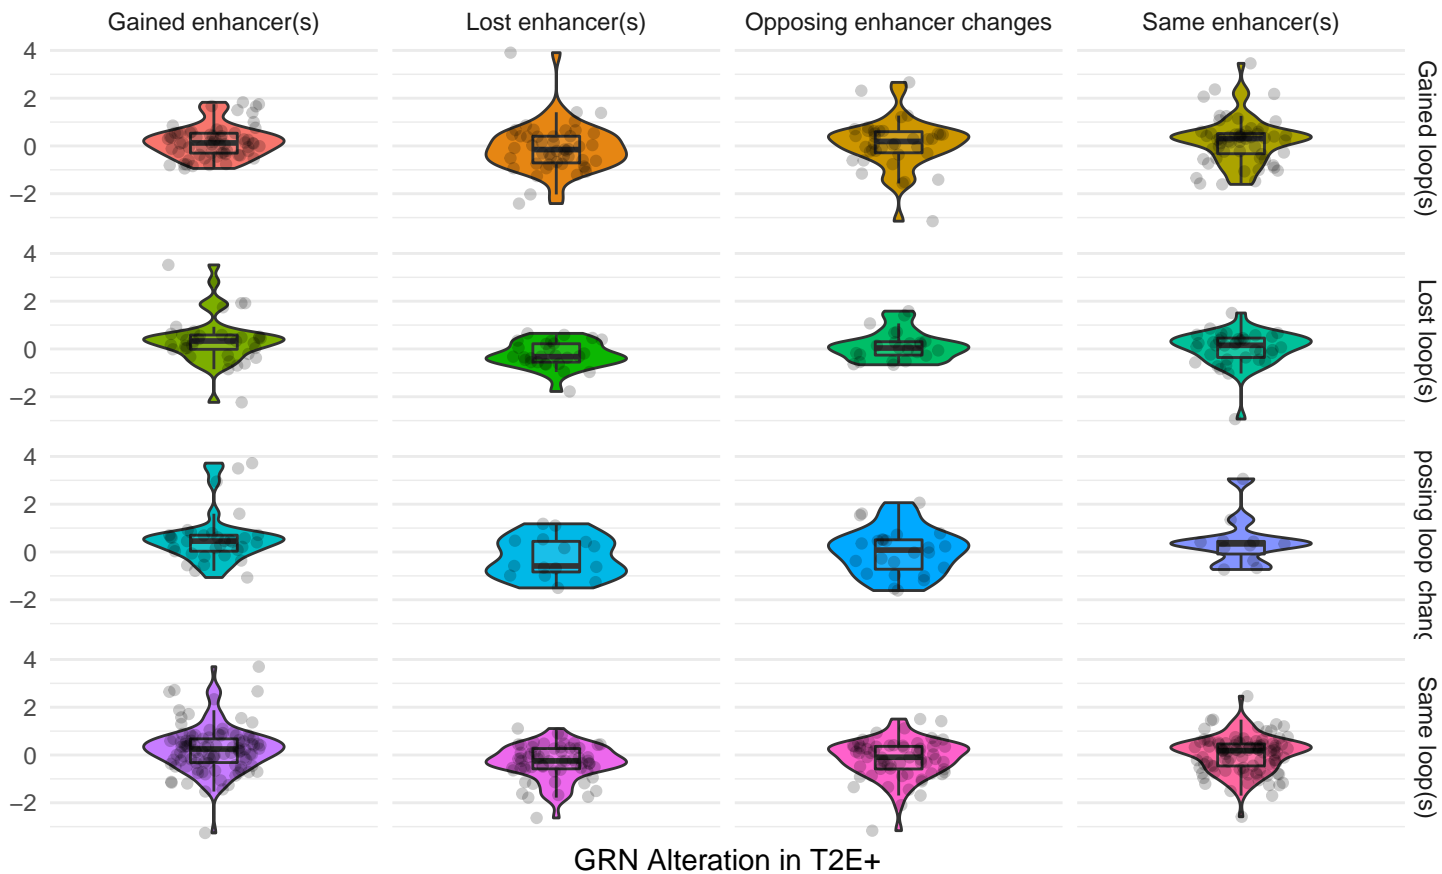 Gained enhancer(s) Lost enhancer(s) Opposing enhancer changes Same enhancer(s)
4
2
0
−2
Gained loop(s)
4
2
0
−2
Lost loop(s)
4
2
0
−2
posing loop chang
4
2
0
−2
Same loop(s)
GRN Alteration in T2E+